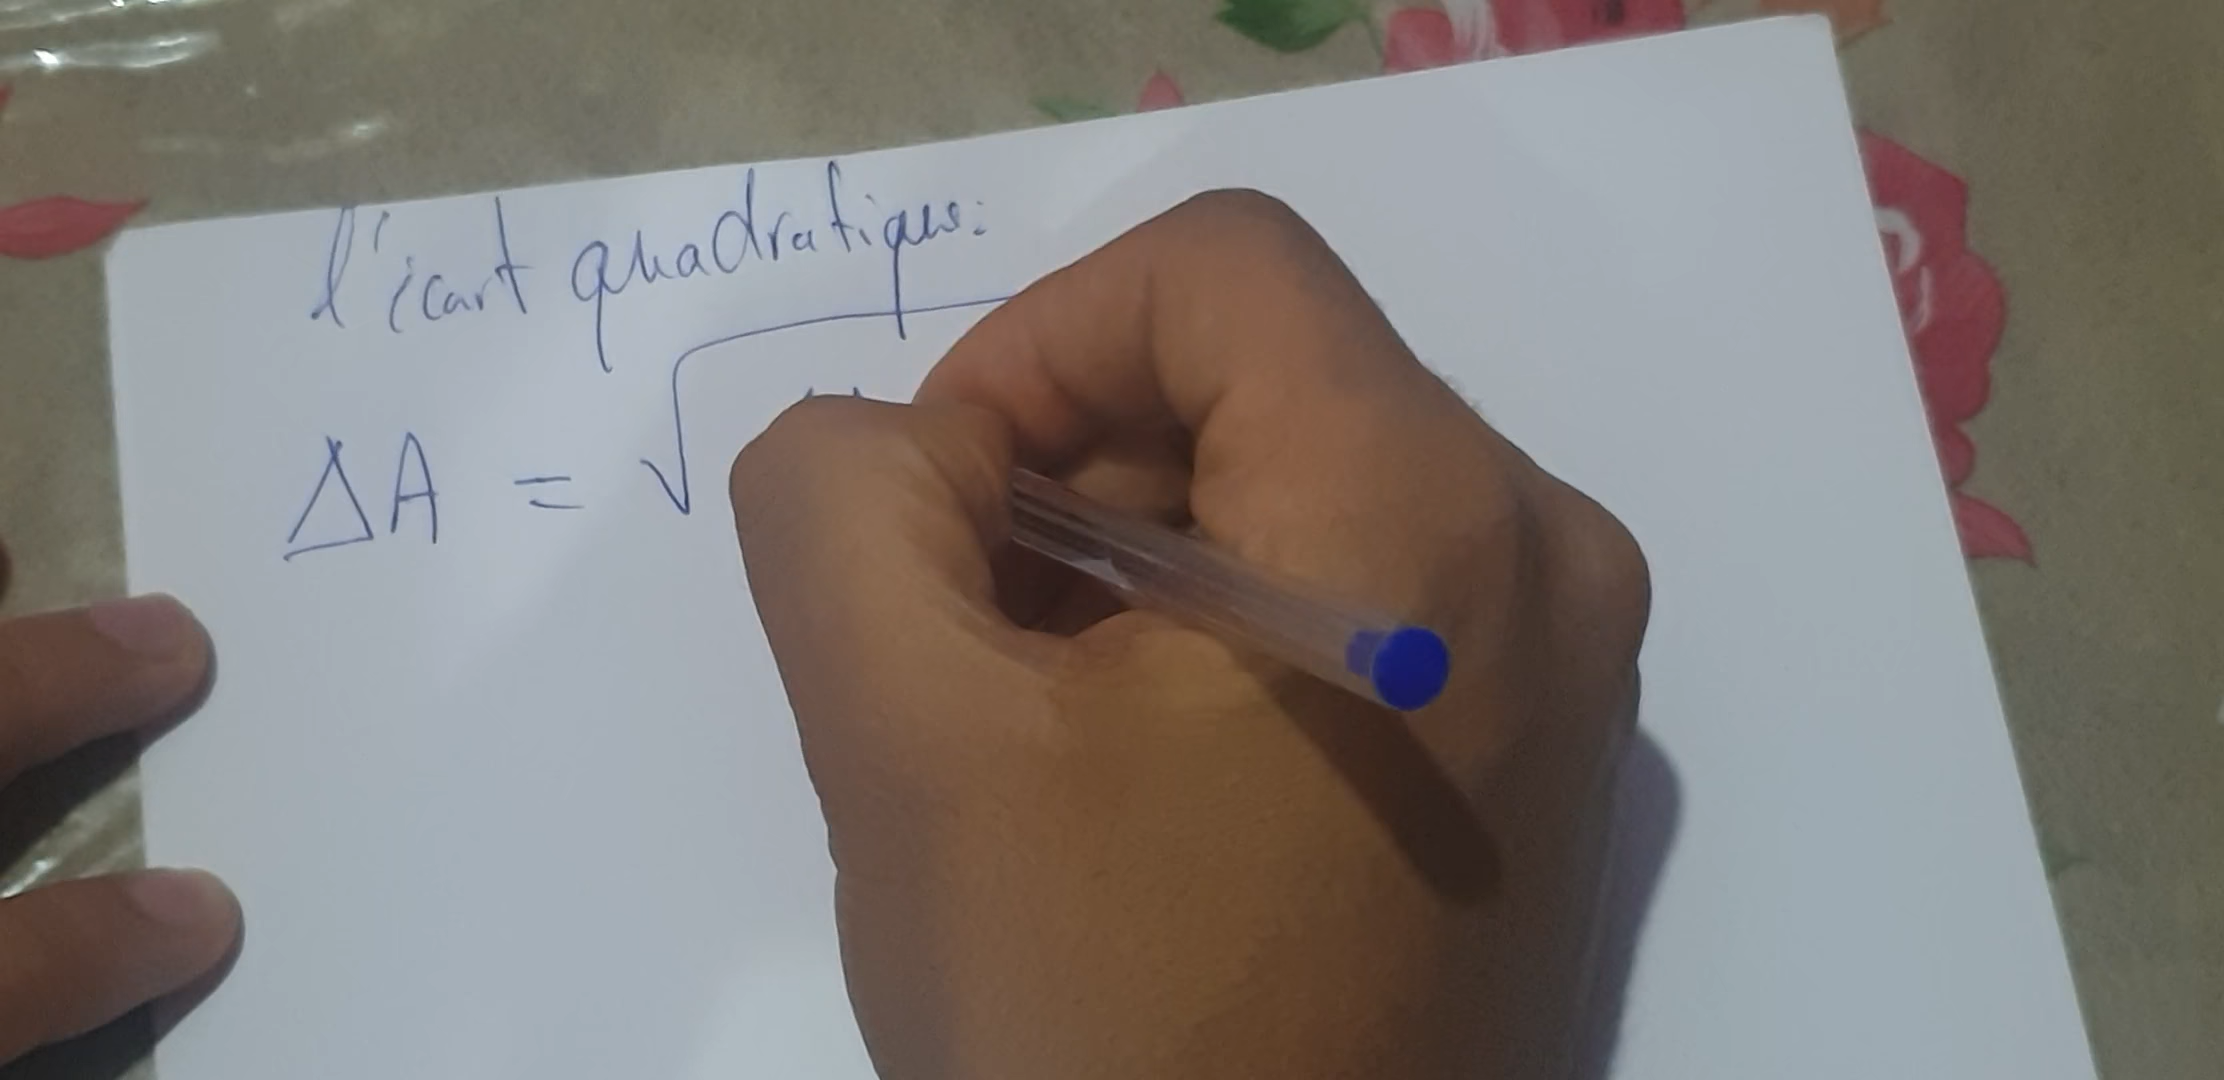 l'écart quadratique:
ΔA = √